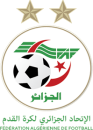 الجزائر
الإتحاد الجزائري لكرة القدم
FÉDÉRATION ALGÉRIENNE DE FOOTBALL